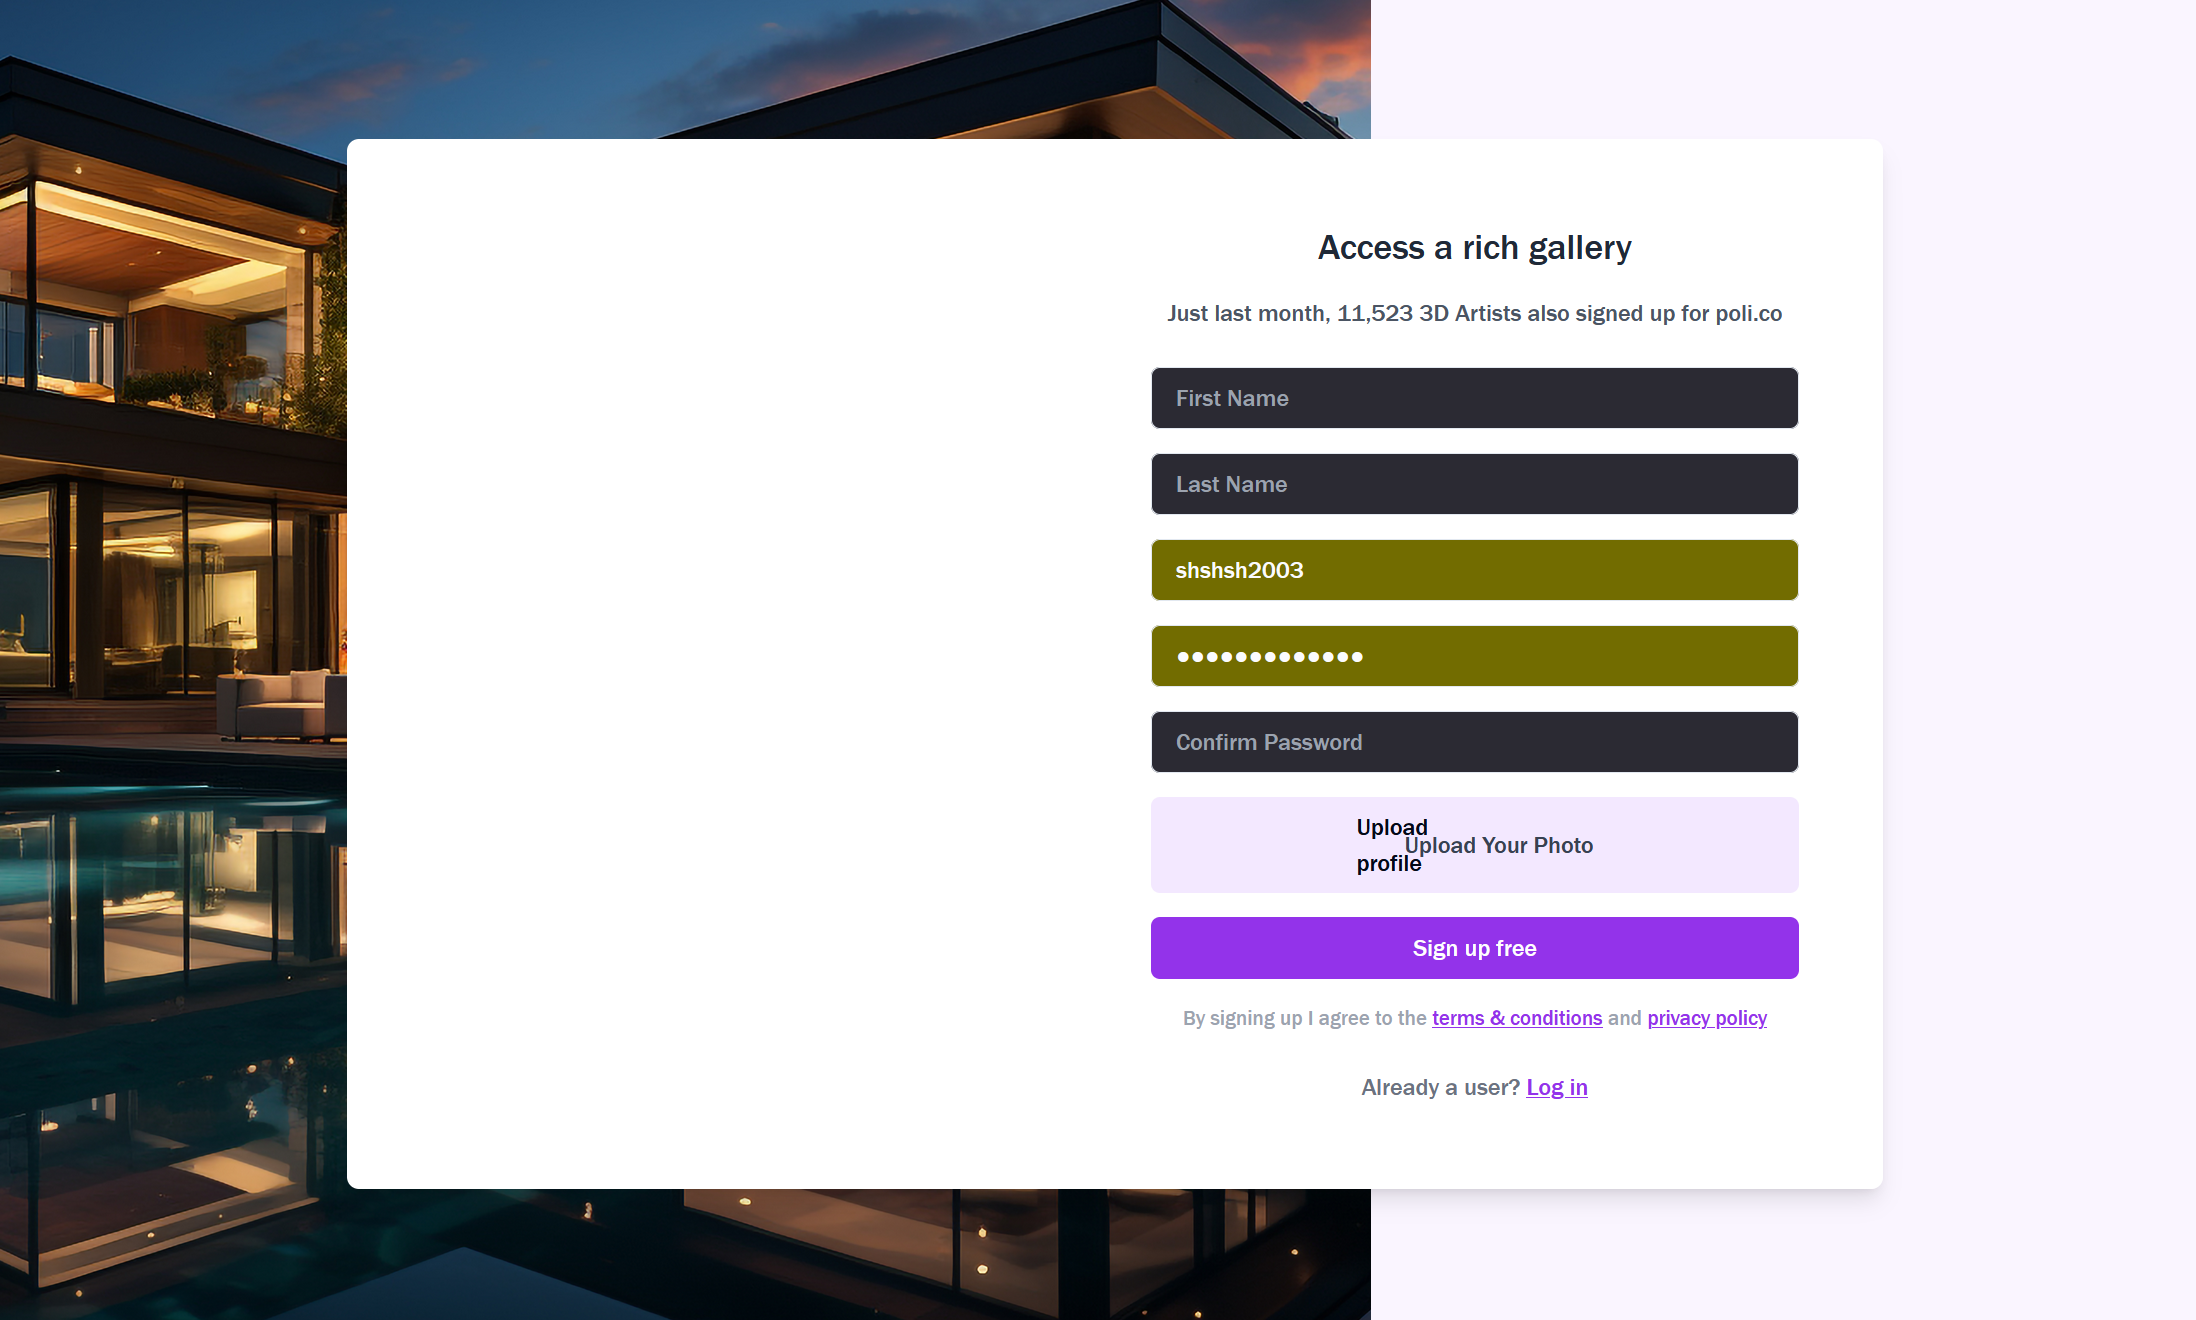 Access a rich gallery
Just last month, 11,523 3D Artists also signed up for poli.co
First Name
Last Name
shshsh2003
●●●●●●●●●●●●●
Confirm Password
Upload
profile
Upload Your Photo
Sign up free
By signing up I agree to the terms & conditions and privacy policy
Already a user? Log in